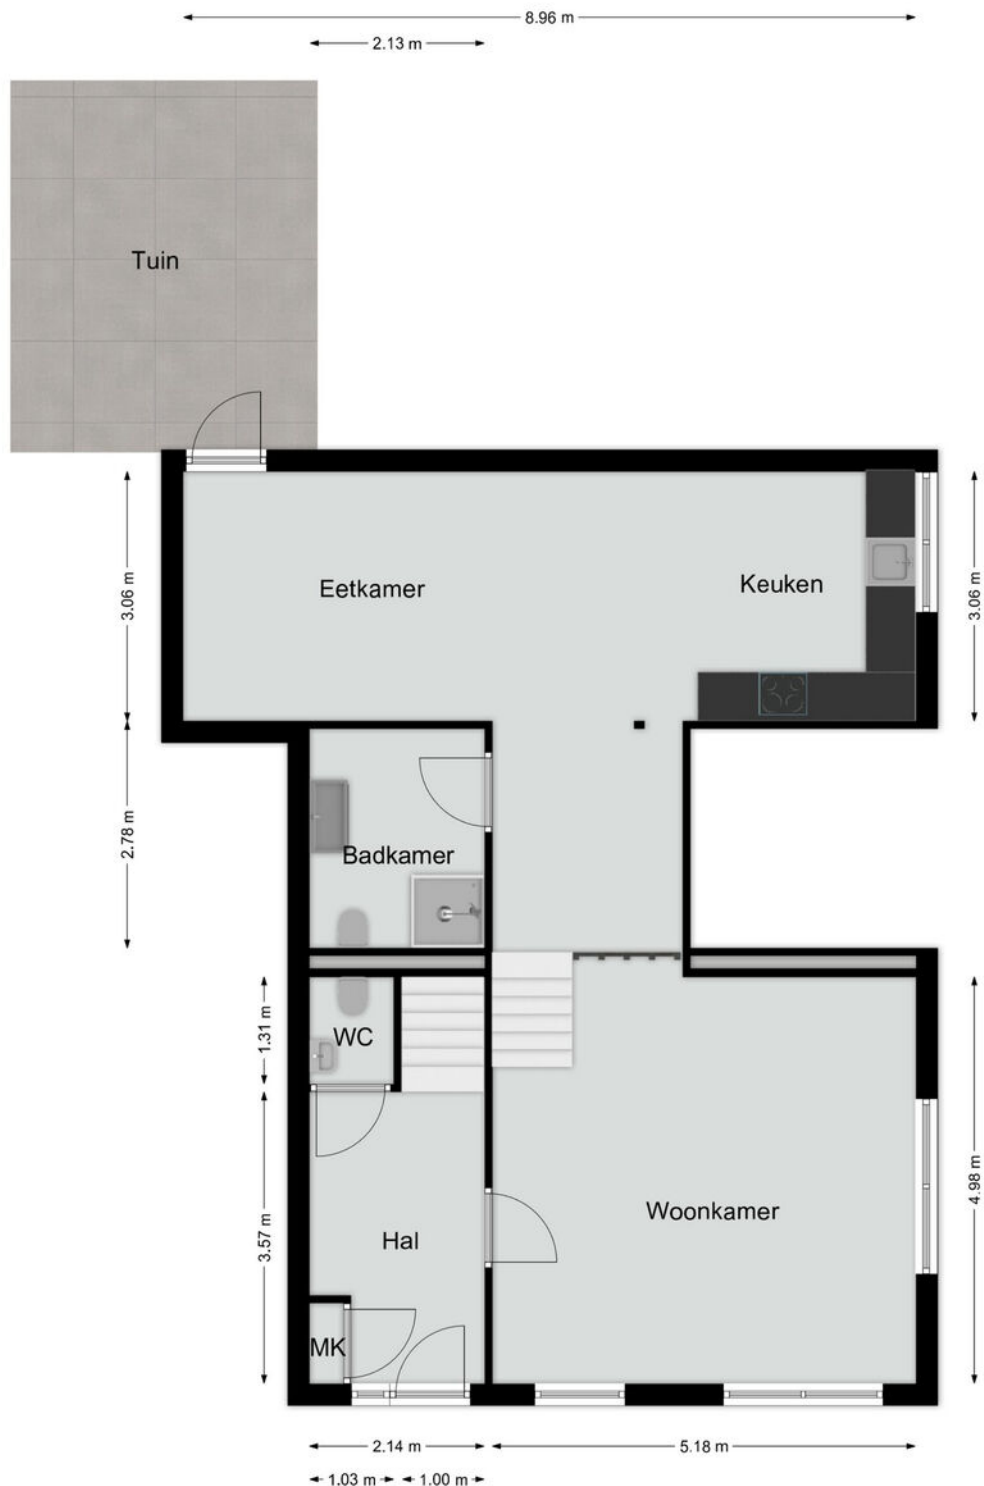 8.96 m
2.13 m
Tuin
3.06 m
Eetkamer
Keuken
3.06 m
2.78 m
Badkamer
1.31 m
WC
3.57 m
Hal
Woonkamer
4.98 m
MK
2.14 m
5.18 m
1.03 m
1.00 m